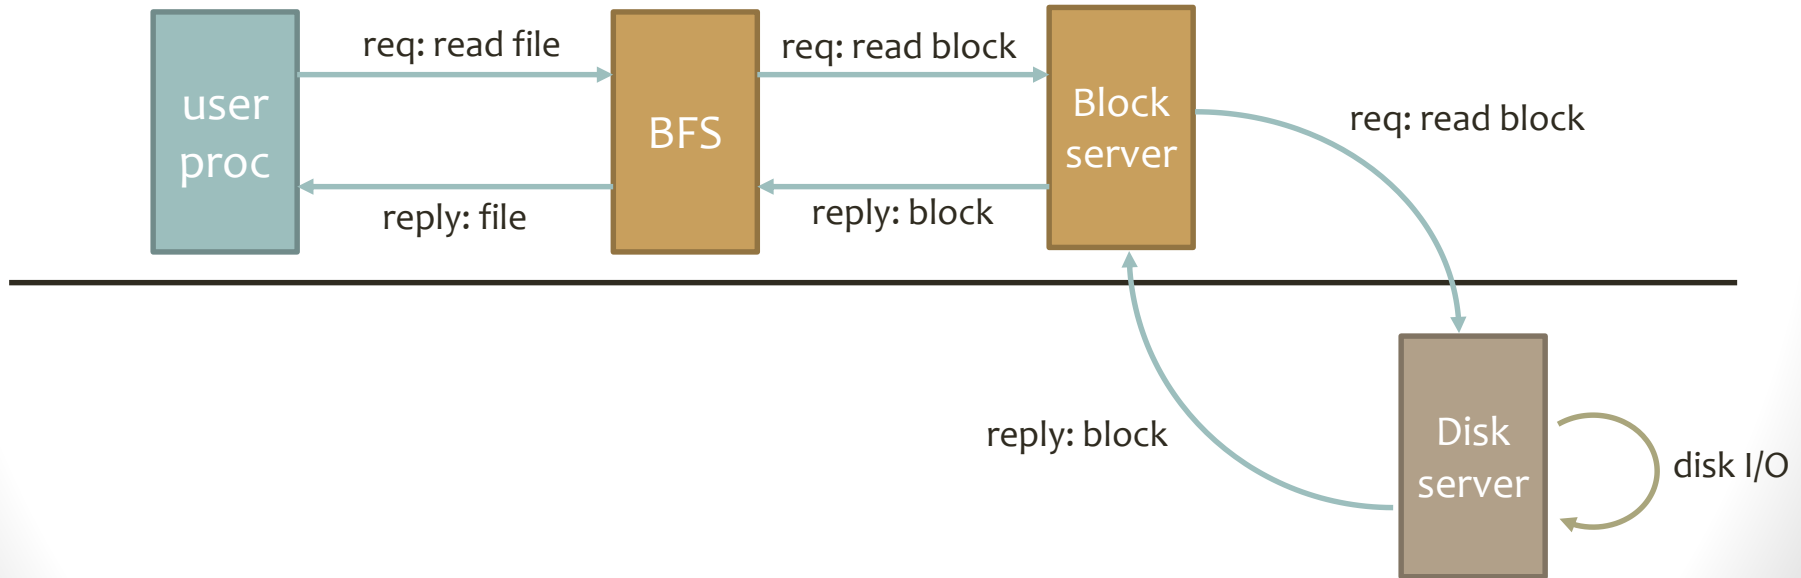 req: read file
req: read block
user
proc
BFS
Block
server
req: read block
reply: file
reply: block
reply: block
Disk
server
disk I/O